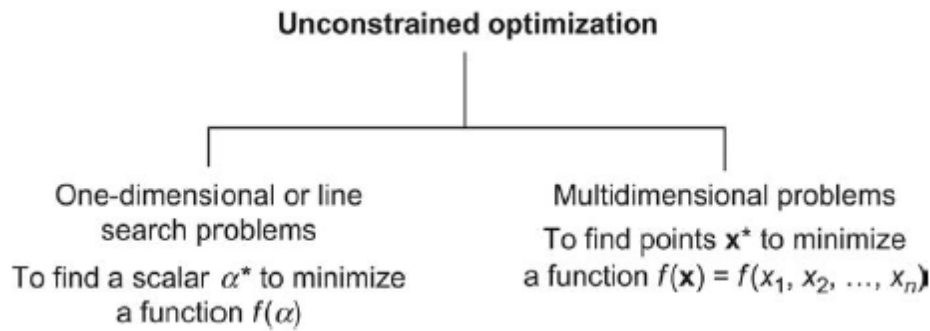 Unconstrained optimization
One-dimensional or line
search problems
To find a scalar α* to minimize
a function f(α)
Multidimensional problems
To find points x* to minimize
a function f(x) = f(x₁, x₂, ..., xₙ)